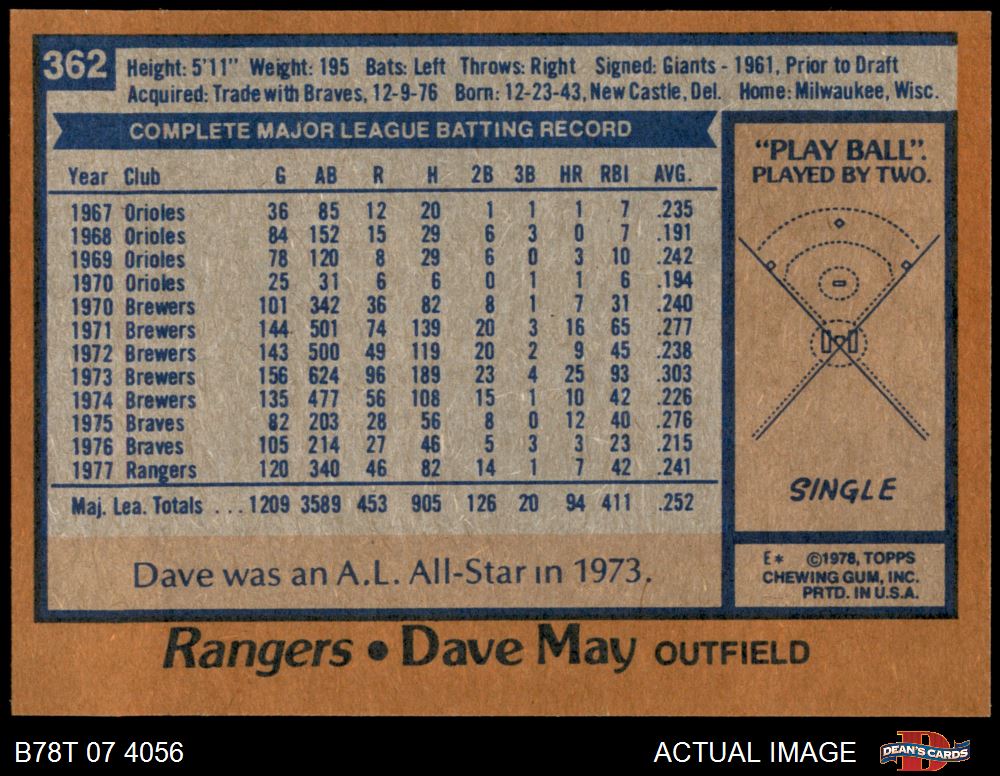 362
Height: 5'11" Weight: 195 Bats: Left Throws: Right Signed: Giants - 1961, Prior to Draft
Acquired: Trade with Braves, 12-9-76 Born: 12-23-43, New Castle, Del. Home: Milwaukee, Wisc.
COMPLETE MAJOR LEAGUE BATTING RECORD
Year Club G AB R H 2B 3B HR RBI AVG.
1967 Orioles 36 85 12 20 1 1 1 7 .235
1968 Orioles 84 152 15 29 6 3 0 7 .191
1969 Orioles 78 120 8 29 6 0 3 10 .242
1970 Orioles 25 31 6 6 0 1 1 6 .194
1970 Brewers 101 342 36 82 8 1 7 31 .240
1971 Brewers 144 501 74 139 20 3 16 65 .277
1972 Brewers 143 500 49 119 20 2 9 45 .238
1973 Brewers 156 624 96 189 23 4 25 93 .303
1974 Brewers 135 477 56 108 15 1 10 42 .226
1975 Braves 82 203 28 56 8 0 12 40 .276
1976 Braves 105 214 27 46 5 3 3 23 .215
1977 Rangers 120 340 46 82 14 1 7 42 .241
Maj. Lea. Totals ... 1209 3589 453 905 126 20 94 411 .252
Dave was an A.L. All-Star in 1973.
"PLAY BALL".
PLAYED BY TWO.
SINGLE
E* ©1978, TOPPS
CHEWING GUM, INC.
PRTD. IN U.S.A.
Rangers • Dave May OUTFIELD
B78T 07 4056
ACTUAL IMAGE
D
DEAN'S CARDS